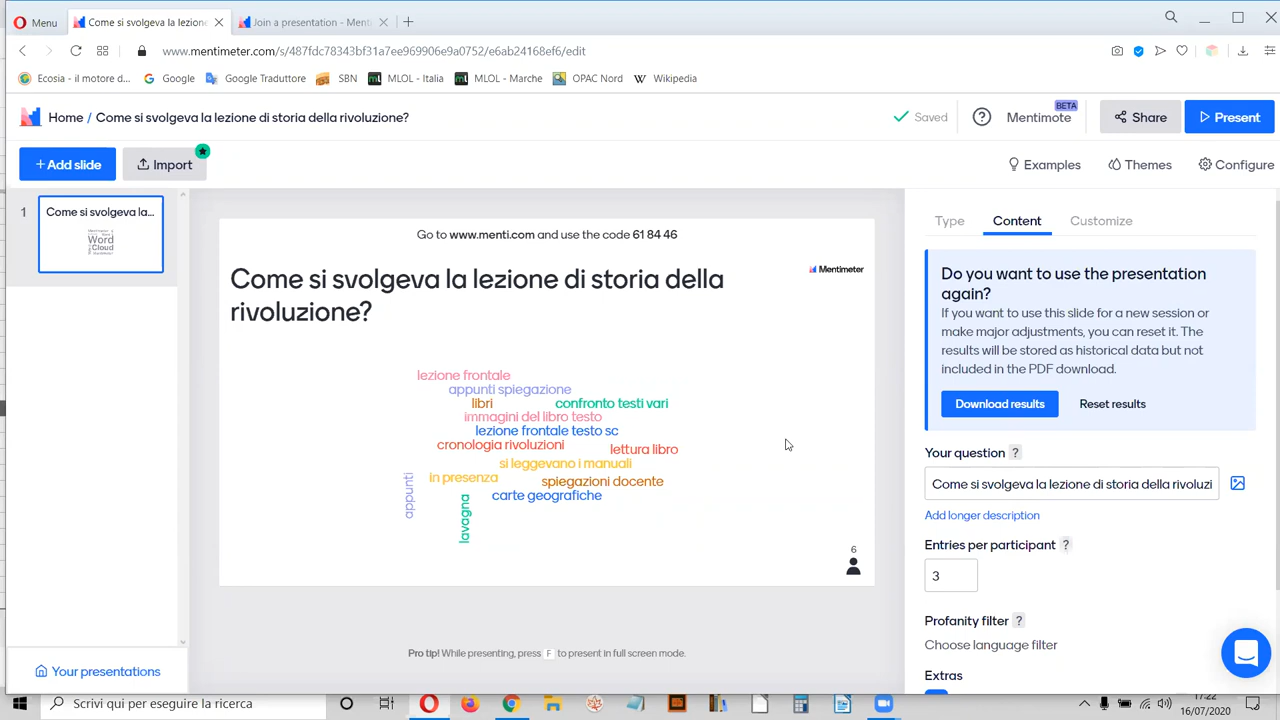 Menu
Come si svolgeva la lezione
Join a presentation - Menti
www.mentimeter.com/s/487fdc78343bf31a7ee969906e9a0752/e6ab24168ef6/edit
Ecosia - il motore d...
Google
Google Traduttore
SBN
MLOL - Italia
MLOL - Marche
OPAC Nord
Wikipedia
Home / Come si svolgeva la lezione di storia della rivoluzione?
Saved
Mentimote
BETA
Share
Present
+ Add slide
Import
Examples
Themes
Configure
1
Come si svolgeva la...
Word
Cloud
Go to www.menti.com and use the code 61 84 46
Mentimeter
Come si svolgeva la lezione di storia della
rivoluzione?
lezione frontale
appunti spiegazione
libri
confronto testi vari
immagini del libro testo
lezione frontale testo sc
cronologia rivoluzioni
lettura libro
si leggevano i manuali
in presenza
spiegazioni docente
appunti
carte geografiche
lavagna
6
Pro tip! While presenting, press F to present in full screen mode.
Type
Content
Customize
Do you want to use the presentation
again?
If you want to use this slide for a new session or
make major adjustments, you can reset it. The
results will be stored as historical data but not
included in the PDF download.
Download results
Reset results
Your question ?
Come si svolgeva la lezione di storia della rivoluzi
Add longer description
Entries per participant ?
3
Profanity filter ?
Choose language filter
Extras
Your presentations
Scrivi qui per eseguire la ricerca
17:22
16/07/2020